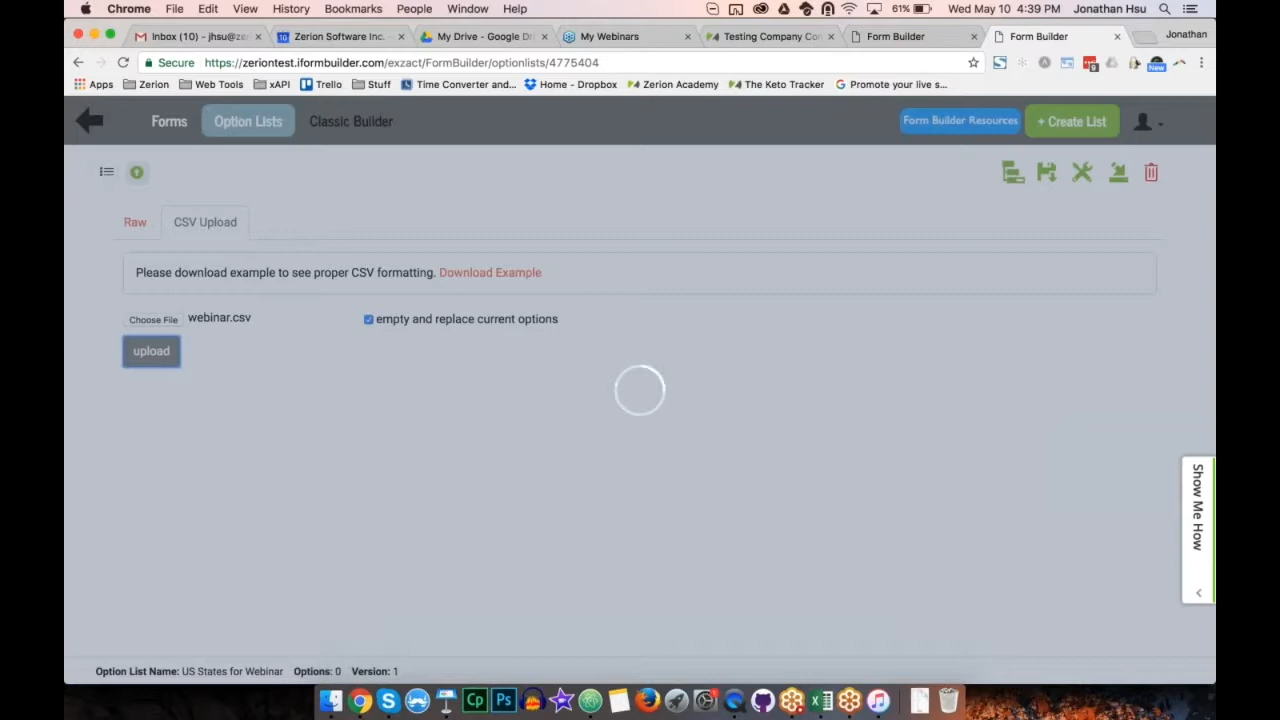 Chrome File Edit View History Bookmarks People Window Help 61% Wed May 10 4:39 PM Jonathan Hsu
Inbox (10) - jhsu@ze Zerion Software Inc. - My Drive - Google Dr My Webinars Testing Company Con Form Builder Form Builder Jonathan
Secure https://zeriontest.iformbuilder.com/exzact/FormBuilder/optionlists/4775404 9 New
Apps Zerion Web Tools xAPI Trello Stuff Time Converter and... Home - Dropbox Zerion Academy The Keto Tracker Promote your live s...
Forms Option Lists Classic Builder Form Builder Resources + Create List
Raw CSV Upload
Please download example to see proper CSV formatting. Download Example
Choose File webinar.csv empty and replace current options
upload
Show Me How
Option List Name: US States for Webinar Options: 0 Version: 1
Cp Ps